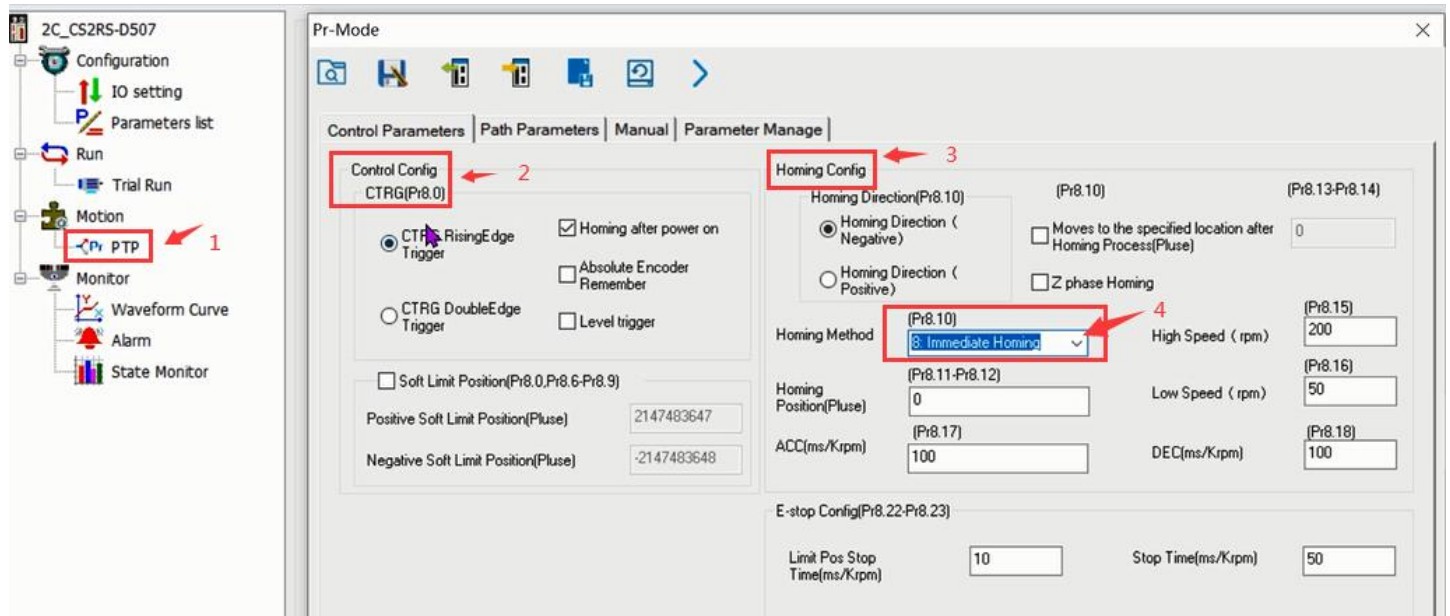 2C_CS2RS-D507
Configuration
IO setting
Parameters list
Run
Trial Run
Motion
PTP
1
Monitor
Waveform Curve
Alarm
State Monitor
Pr-Mode
Control Parameters
Path Parameters
Manual
Parameter Manage
Control Config
2
CTRG(Pr8.0)
RisingEdge
Trigger
CTRG DoubleEdge
Trigger
Homing after power on
Absolute Encoder
Remember
Level trigger
Soft Limit Position(Pr8.0,Pr8.6-Pr8.9)
Positive Soft Limit Position(Pluse)
2147483647
Negative Soft Limit Position(Pluse)
-2147483648
Homing Config
3
Homing Direction(Pr8.10)
Homing Direction (
Negative)
Homing Direction (
Positive)
(Pr8.10)
Moves to the specified location after
Homing Process(Pluse)
(Pr8.13-Pr8.14)
0
Z phase Homing
Homing Method
(Pr8.10)
8: Immediate Homing
4
High Speed ( rpm)
(Pr8.15)
200
Homing
Position(Pluse)
(Pr8.11-Pr8.12)
0
Low Speed ( rpm)
(Pr8.16)
50
ACC(ms/Krpm)
(Pr8.17)
100
DEC(ms/Krpm)
(Pr8.18)
100
E-stop Config(Pr8.22-Pr8.23)
Limit Pos Stop
Time(ms/Krpm)
10
Stop Time(ms/Krpm)
50